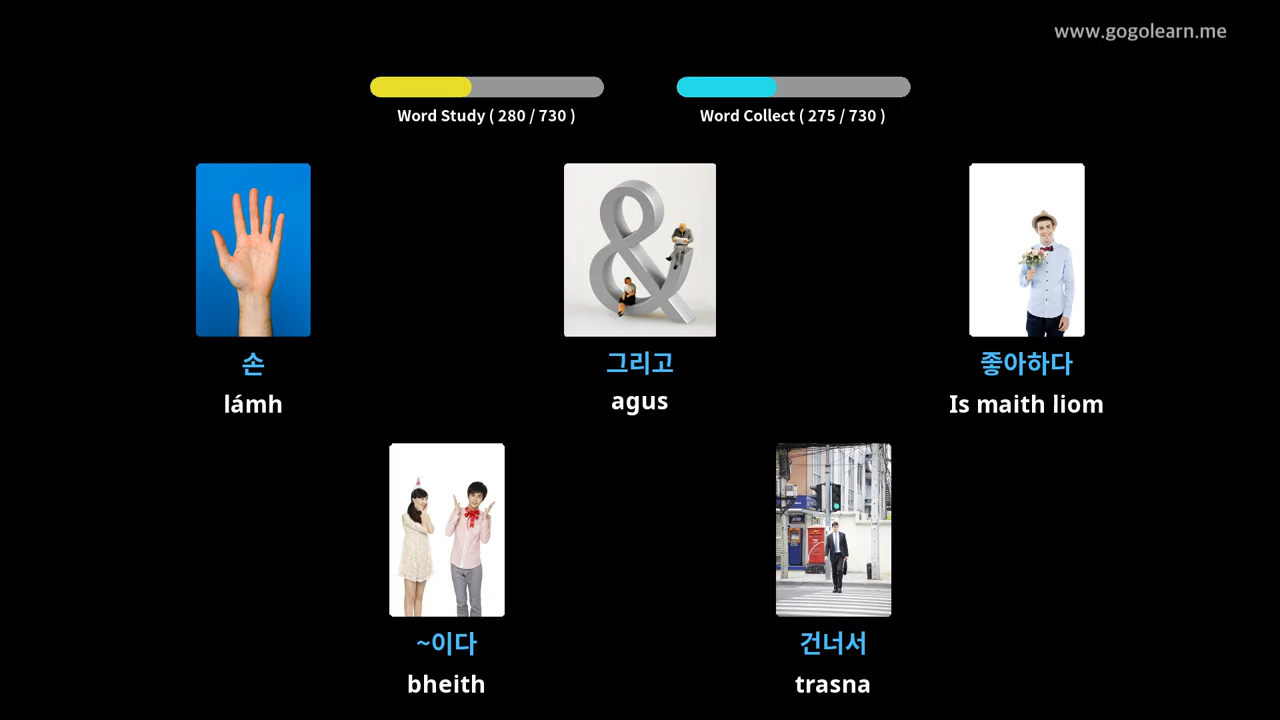 www.gogolearn.me
Word Study ( 280 / 730 )
Word Collect ( 275 / 730 )
손
그리고
좋아하다
lámh
agus
Is maith liom
~이다
건너서
bheith
trasna